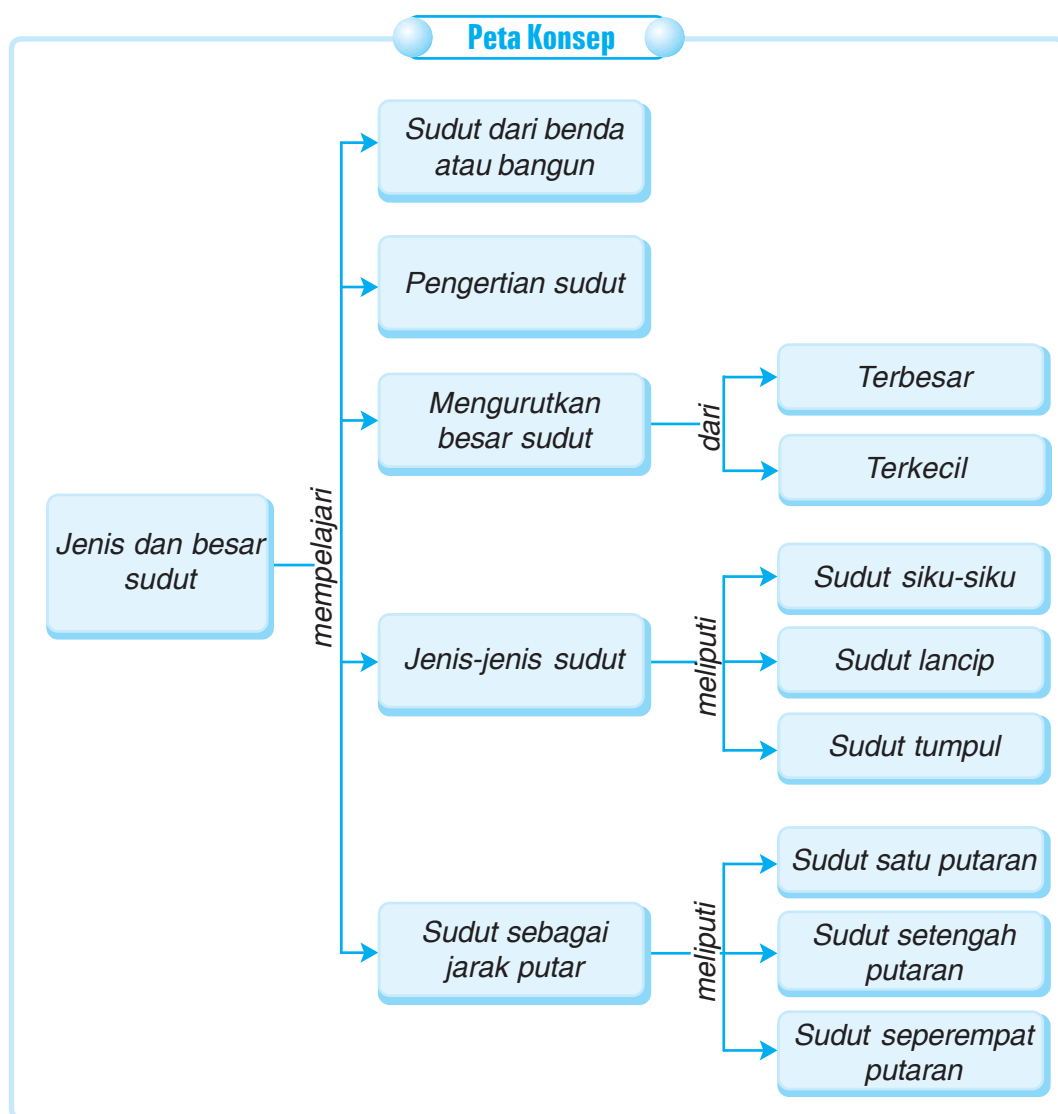 Peta Konsep
Jenis dan besar
sudut
mempelajari
Sudut dari benda
atau bangun
Pengertian sudut
Mengurutkan
besar sudut
dari
Terbesar
Terkecil
Jenis-jenis sudut
meliputi
Sudut siku-siku
Sudut lancip
Sudut tumpul
Sudut sebagai
jarak putar
meliputi
Sudut satu putaran
Sudut setengah
putaran
Sudut seperempat
putaran